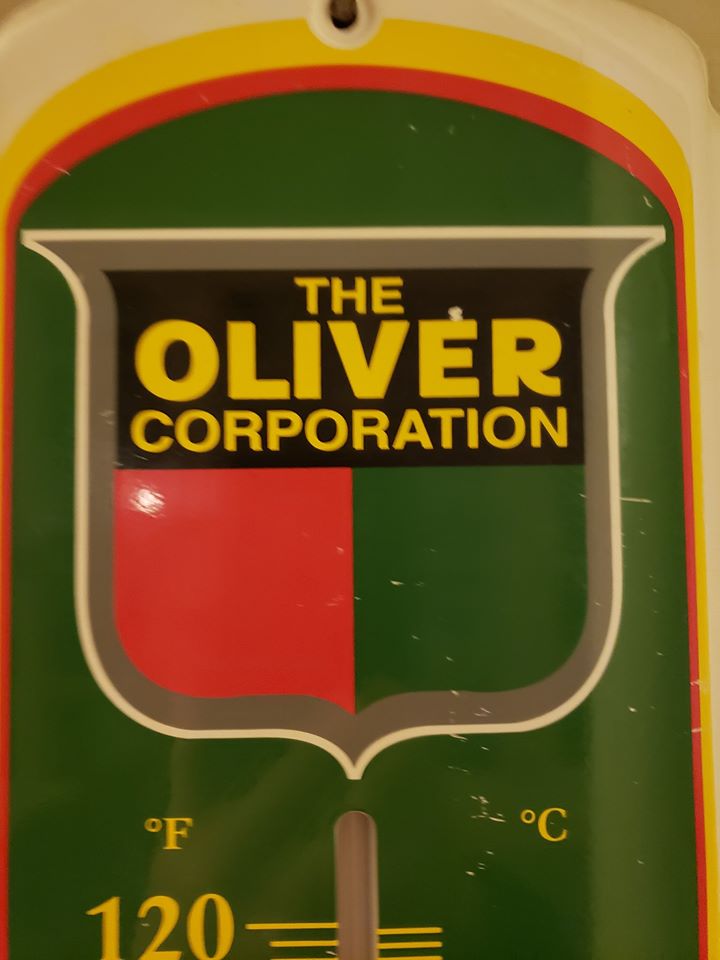 THE
OLIVER
CORPORATION
°F °C
120